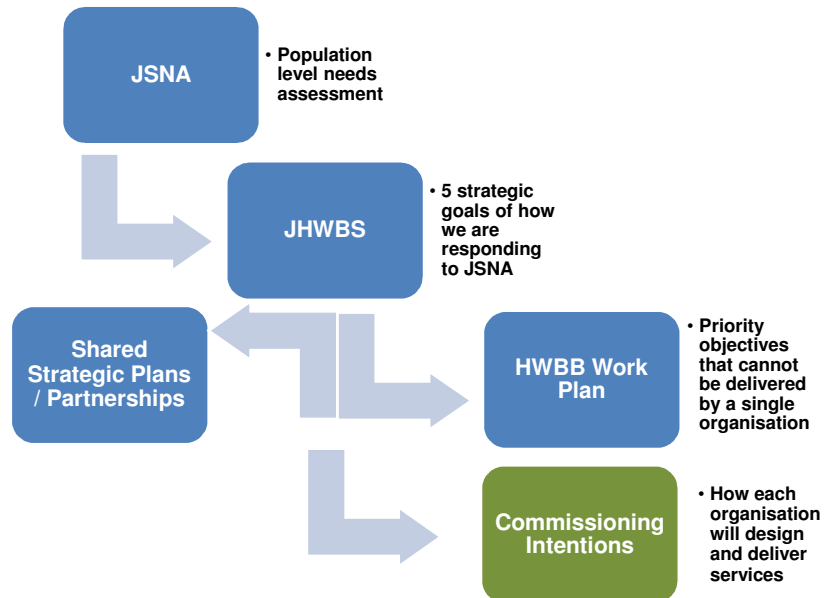 JSNA
• Population
level needs
assessment
JHWBS
• 5 strategic
goals of how
we are
responding
to JSNA
Shared
Strategic Plans
/ Partnerships
HWBB Work
Plan
• Priority
objectives
that cannot
be delivered
by a single
organisation
Commissioning
Intentions
• How each
organisation
will design
and deliver
services